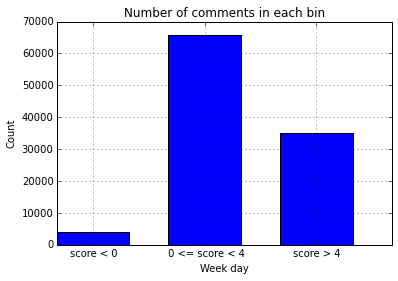 Number of comments in each bin
70000
60000
50000
40000
30000
20000
10000
0
Count
score < 0
0 <= score < 4
score > 4
Week day